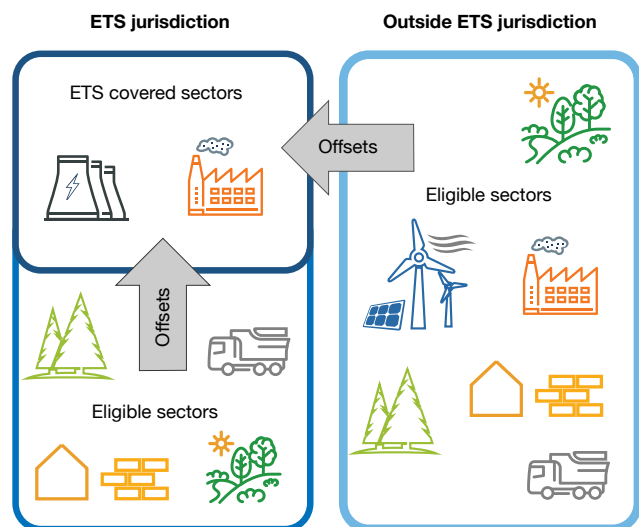 ETS jurisdiction
Outside ETS jurisdiction
ETS covered sectors
Offsets
Eligible sectors
Offsets
Eligible sectors